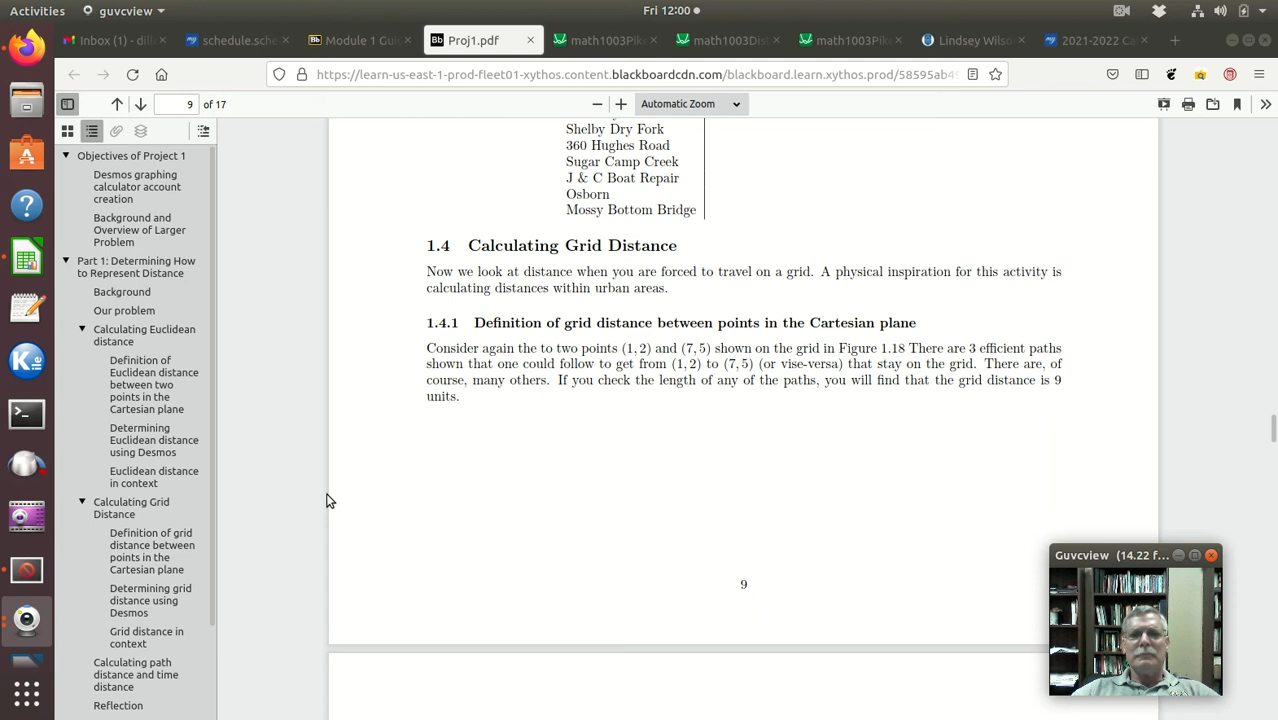 Activities
guvcview
Fri 12:00
Inbox (1) - dill
schedule.sche
Module 1 Gui
Proj1.pdf
math1003Pike
math1003Dist
math1003Pike
Lindsey Wilso
2021-2022 Ca
https://learn-us-east-1-prod-fleet01-xythos.content.blackboardcdn.com/blackboard.learn.xythos.prod/58595ab49
9
of 17
Automatic Zoom
Objectives of Project 1
Desmos graphing
calculator account
creation
Background and
Overview of Larger
Problem
Part 1: Determining How
to Represent Distance
Background
Our problem
Calculating Euclidean
distance
Definition of
Euclidean distance
between two
points in the
Cartesian plane
Determining
Euclidean distance
using Desmos
Euclidean distance
in context
Calculating Grid
Distance
Definition of grid
distance between
points in the
Cartesian plane
Determining grid
distance using
Desmos
Grid distance in
context
Calculating path
distance and time
distance
Reflection
Shelby Dry Fork
360 Hughes Road
Sugar Camp Creek
J & C Boat Repair
Osborn
Mossy Bottom Bridge
1.4 Calculating Grid Distance
Now we look at distance when you are forced to travel on a grid. A physical inspiration for this activity is
calculating distances within urban areas.
1.4.1 Definition of grid distance between points in the Cartesian plane
Consider again the to two points (1, 2) and (7, 5) shown on the grid in Figure 1.18 There are 3 efficient paths
shown that one could follow to get from (1, 2) to (7, 5) (or vise-versa) that stay on the grid. There are, of
course, many others. If you check the length of any of the paths, you will find that the grid distance is 9
units.
9
Guvcview (14.22 f...